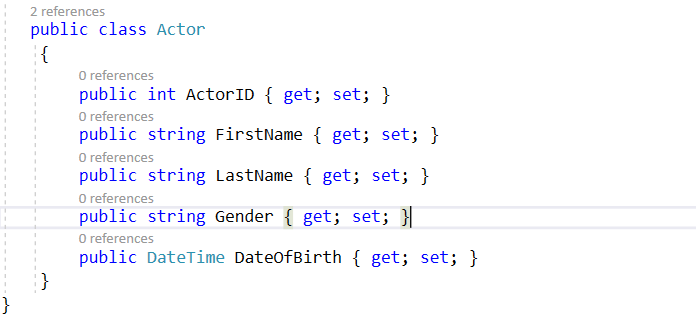 2 references
public class Actor
{
0 references
public int ActorID { get; set; }
0 references
public string FirstName { get; set; }
0 references
public string LastName { get; set; }
0 references
public string Gender { get; set; }
0 references
public DateTime DateOfBirth { get; set; }
}
}